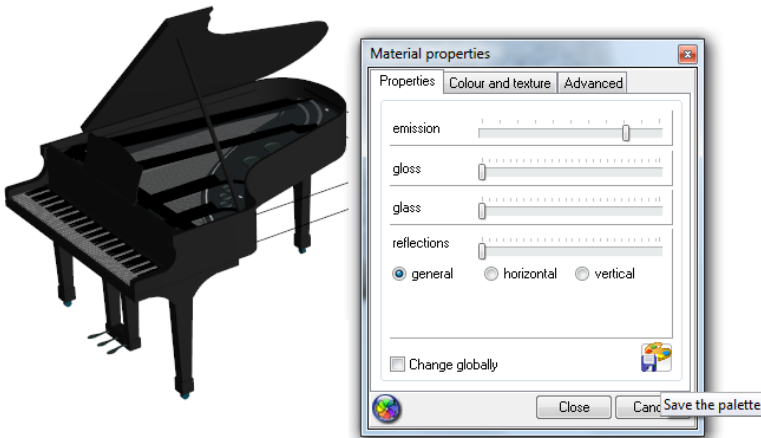 Material properties
Properties Colour and texture Advanced
emission
gloss
glass
reflections
general horizontal vertical
Change globally
Close
Save the palette